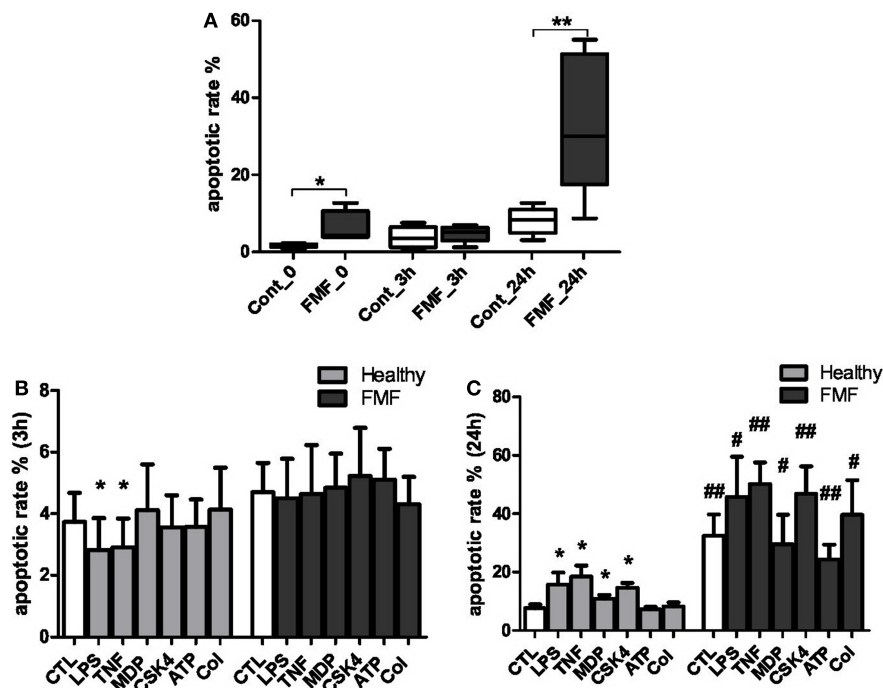 A
60
40
20
0
apoptotic rate %
*
**
Cont_0
FMF_0
Cont_3h
FMF_3h
Cont_24h
FMF_24h
B
8
6
4
2
0
apoptotic rate % (3h)
Healthy
FMF
* *
CTL LPS TNF MDP CSK4 ATP Col CTL LPS TNF MDP CSK4 ATP Col
C
80
60
40
20
0
apoptotic rate % (24h)
Healthy
FMF
* * * *
## # ## # ## ## #
CTL LPS TNF MDP CSK4 ATP Col CTL LPS TNF MDP CSK4 ATP Col